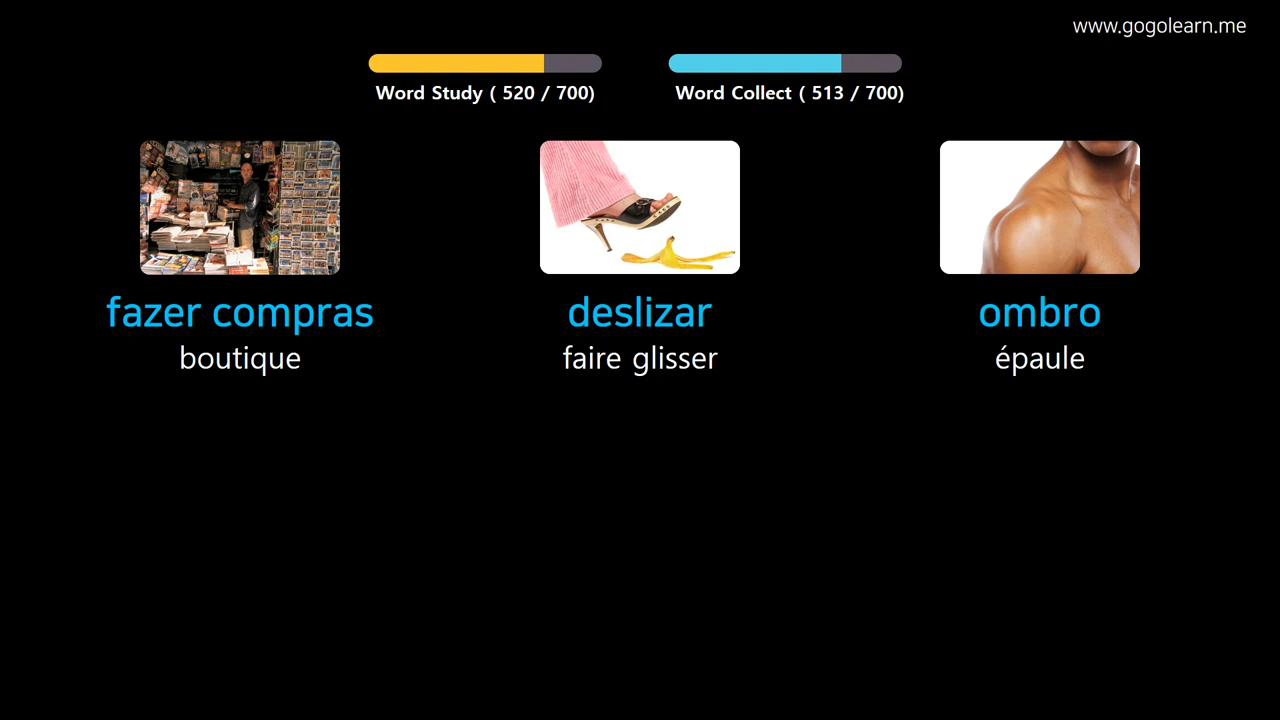 www.gogolearn.me
Word Study ( 520 / 700)
Word Collect ( 513 / 700)
fazer compras
deslizar
ombro
boutique
faire glisser
épaule